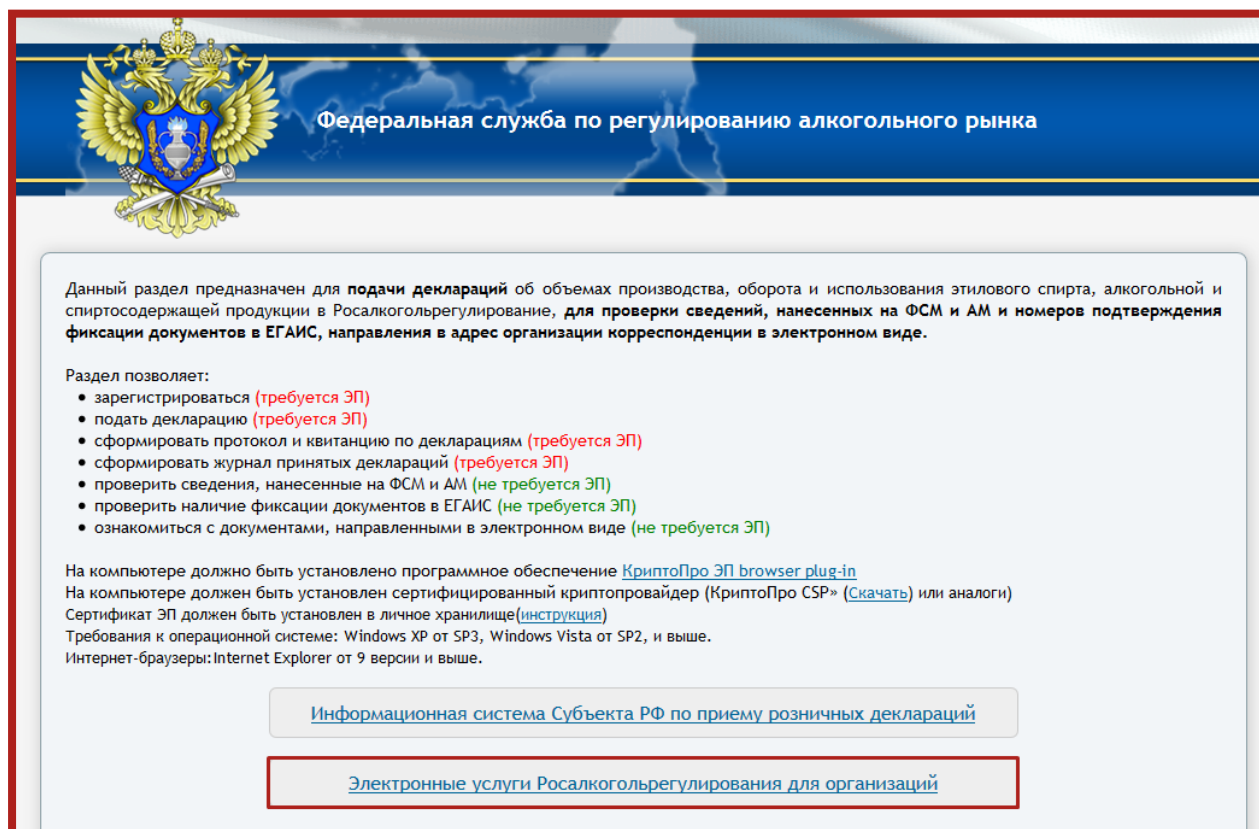 Федеральная служба по регулированию алкогольного рынка
Данный раздел предназначен для подачи деклараций об объемах производства, оборота и использования этилового спирта, алкогольной и
спиртосодержащей продукции в Росалкогольрегулирование, для проверки сведений, нанесенных на ФСМ и АМ и номеров подтверждения
фиксации документов в ЕГАИС, направления в адрес организации корреспонденции в электронном виде.
Раздел позволяет:
• зарегистрироваться (требуется ЭП)
• подать декларацию (требуется ЭП)
• сформировать протокол и квитанцию по декларациям (требуется ЭП)
• сформировать журнал принятых деклараций (требуется ЭП)
• проверить сведения, нанесенные на ФСМ и АМ (не требуется ЭП)
• проверить наличие фиксации документов в ЕГАИС (не требуется ЭП)
• ознакомиться с документами, направленными в электронном виде (не требуется ЭП)
На компьютере должно быть установлено программное обеспечение КриптоПро ЭП browser plug-in
На компьютере должен быть установлен сертифицированный криптопровайдер (КриптоПро CSP» (Скачать) или аналоги)
Сертификат ЭП должен быть установлен в личное хранилище(инструкция)
Требования к операционной системе: Windows XP от SP3, Windows Vista от SP2, и выше.
Интернет-браузеры:Internet Explorer от 9 версии и выше.
Информационная система Субъекта РФ по приему розничных деклараций
Электронные услуги Росалкогольрегулирования для организаций